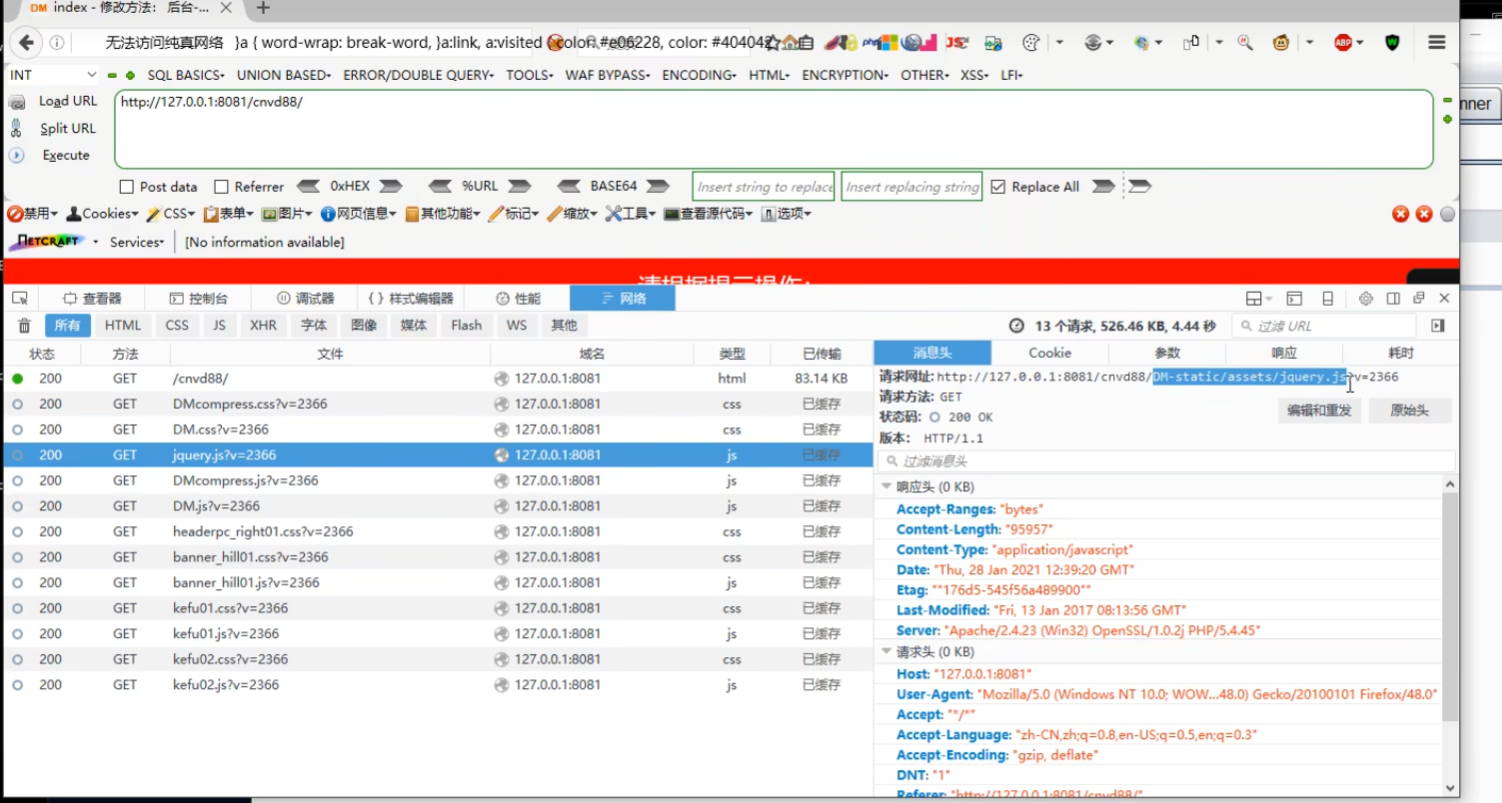 DM index - 修改方法： 后台-...
无法访问纯真网络 }a { word-wrap: break-word, }a:link, a:visited
INT SQL BASICS UNION BASED ERROR/DOUBLE QUERY TOOLS WAF BYPASS ENCODING HTML ENCRYPTION OTHER XSS LFI
Load URL http://127.0.0.1:8081/cnvd88/
Split URL
Execute
Post data Referrer 0xHEX %URL BASE64 Insert string to replace Insert replacing string Replace All
禁用 Cookies CSS 表单 图片 网页信息 其他功能 标记 缩放 工具 查看源代码 选项
NETCRAFT Services [No information available]
请根据提示操作:
查看器 控制台 调试器 { } 样式编辑器 性能 网络
所有 HTML CSS JS XHR 字体 图像 媒体 Flash WS 其他 13 个请求, 526.46 KB, 4.44 秒 过滤 URL
状态 方法 文件 域名 类型 已传输 消息头 Cookie 参数 响应 耗时
200 GET /cnvd88/ 127.0.0.1:8081 html 83.14 KB
200 GET DMcompress.css?v=2366 127.0.0.1:8081 css 已缓存
200 GET DM.css?v=2366 127.0.0.1:8081 css 已缓存
200 GET jquery.js?v=2366 127.0.0.1:8081 js 已缓存
200 GET DMcompress.js?v=2366 127.0.0.1:8081 js 已缓存
200 GET DM.js?v=2366 127.0.0.1:8081 js 已缓存
200 GET headerpc_right01.css?v=2366 127.0.0.1:8081 css 已缓存
200 GET banner_hill01.css?v=2366 127.0.0.1:8081 css 已缓存
200 GET banner_hill01.js?v=2366 127.0.0.1:8081 js 已缓存
200 GET kefu01.css?v=2366 127.0.0.1:8081 css 已缓存
200 GET kefu01.js?v=2366 127.0.0.1:8081 js 已缓存
200 GET kefu02.css?v=2366 127.0.0.1:8081 css 已缓存
200 GET kefu02.js?v=2366 127.0.0.1:8081 js 已缓存
请求网址:http://127.0.0.1:8081/cnvd88/DM-static/assets/jquery.js?v=2366
请求方法: GET
状态码: 200 OK
编辑和重发 原始头
版本: HTTP/1.1
过滤消息头
响应头 (0 KB)
Accept-Ranges: "bytes"
Content-Length: "95957"
Content-Type: "application/javascript"
Date: "Thu, 28 Jan 2021 12:39:20 GMT"
Etag: ""176d5-545f56a489900""
Last-Modified: "Fri, 13 Jan 2017 08:13:56 GMT"
Server: "Apache/2.4.23 (Win32) OpenSSL/1.0.2j PHP/5.4.45"
请求头 (0 KB)
Host: "127.0.0.1:8081"
User-Agent: "Mozilla/5.0 (Windows NT 10.0; WOW...48.0) Gecko/20100101 Firefox/48.0"
Accept: "*/*"
Accept-Language: "zh-CN,zh;q=0.8,en-US;q=0.5,en;q=0.3"
Accept-Encoding: "gzip, deflate"
DNT: "1"
Referer: "http://127.0.0.1:8081/cnvd88/"
nner